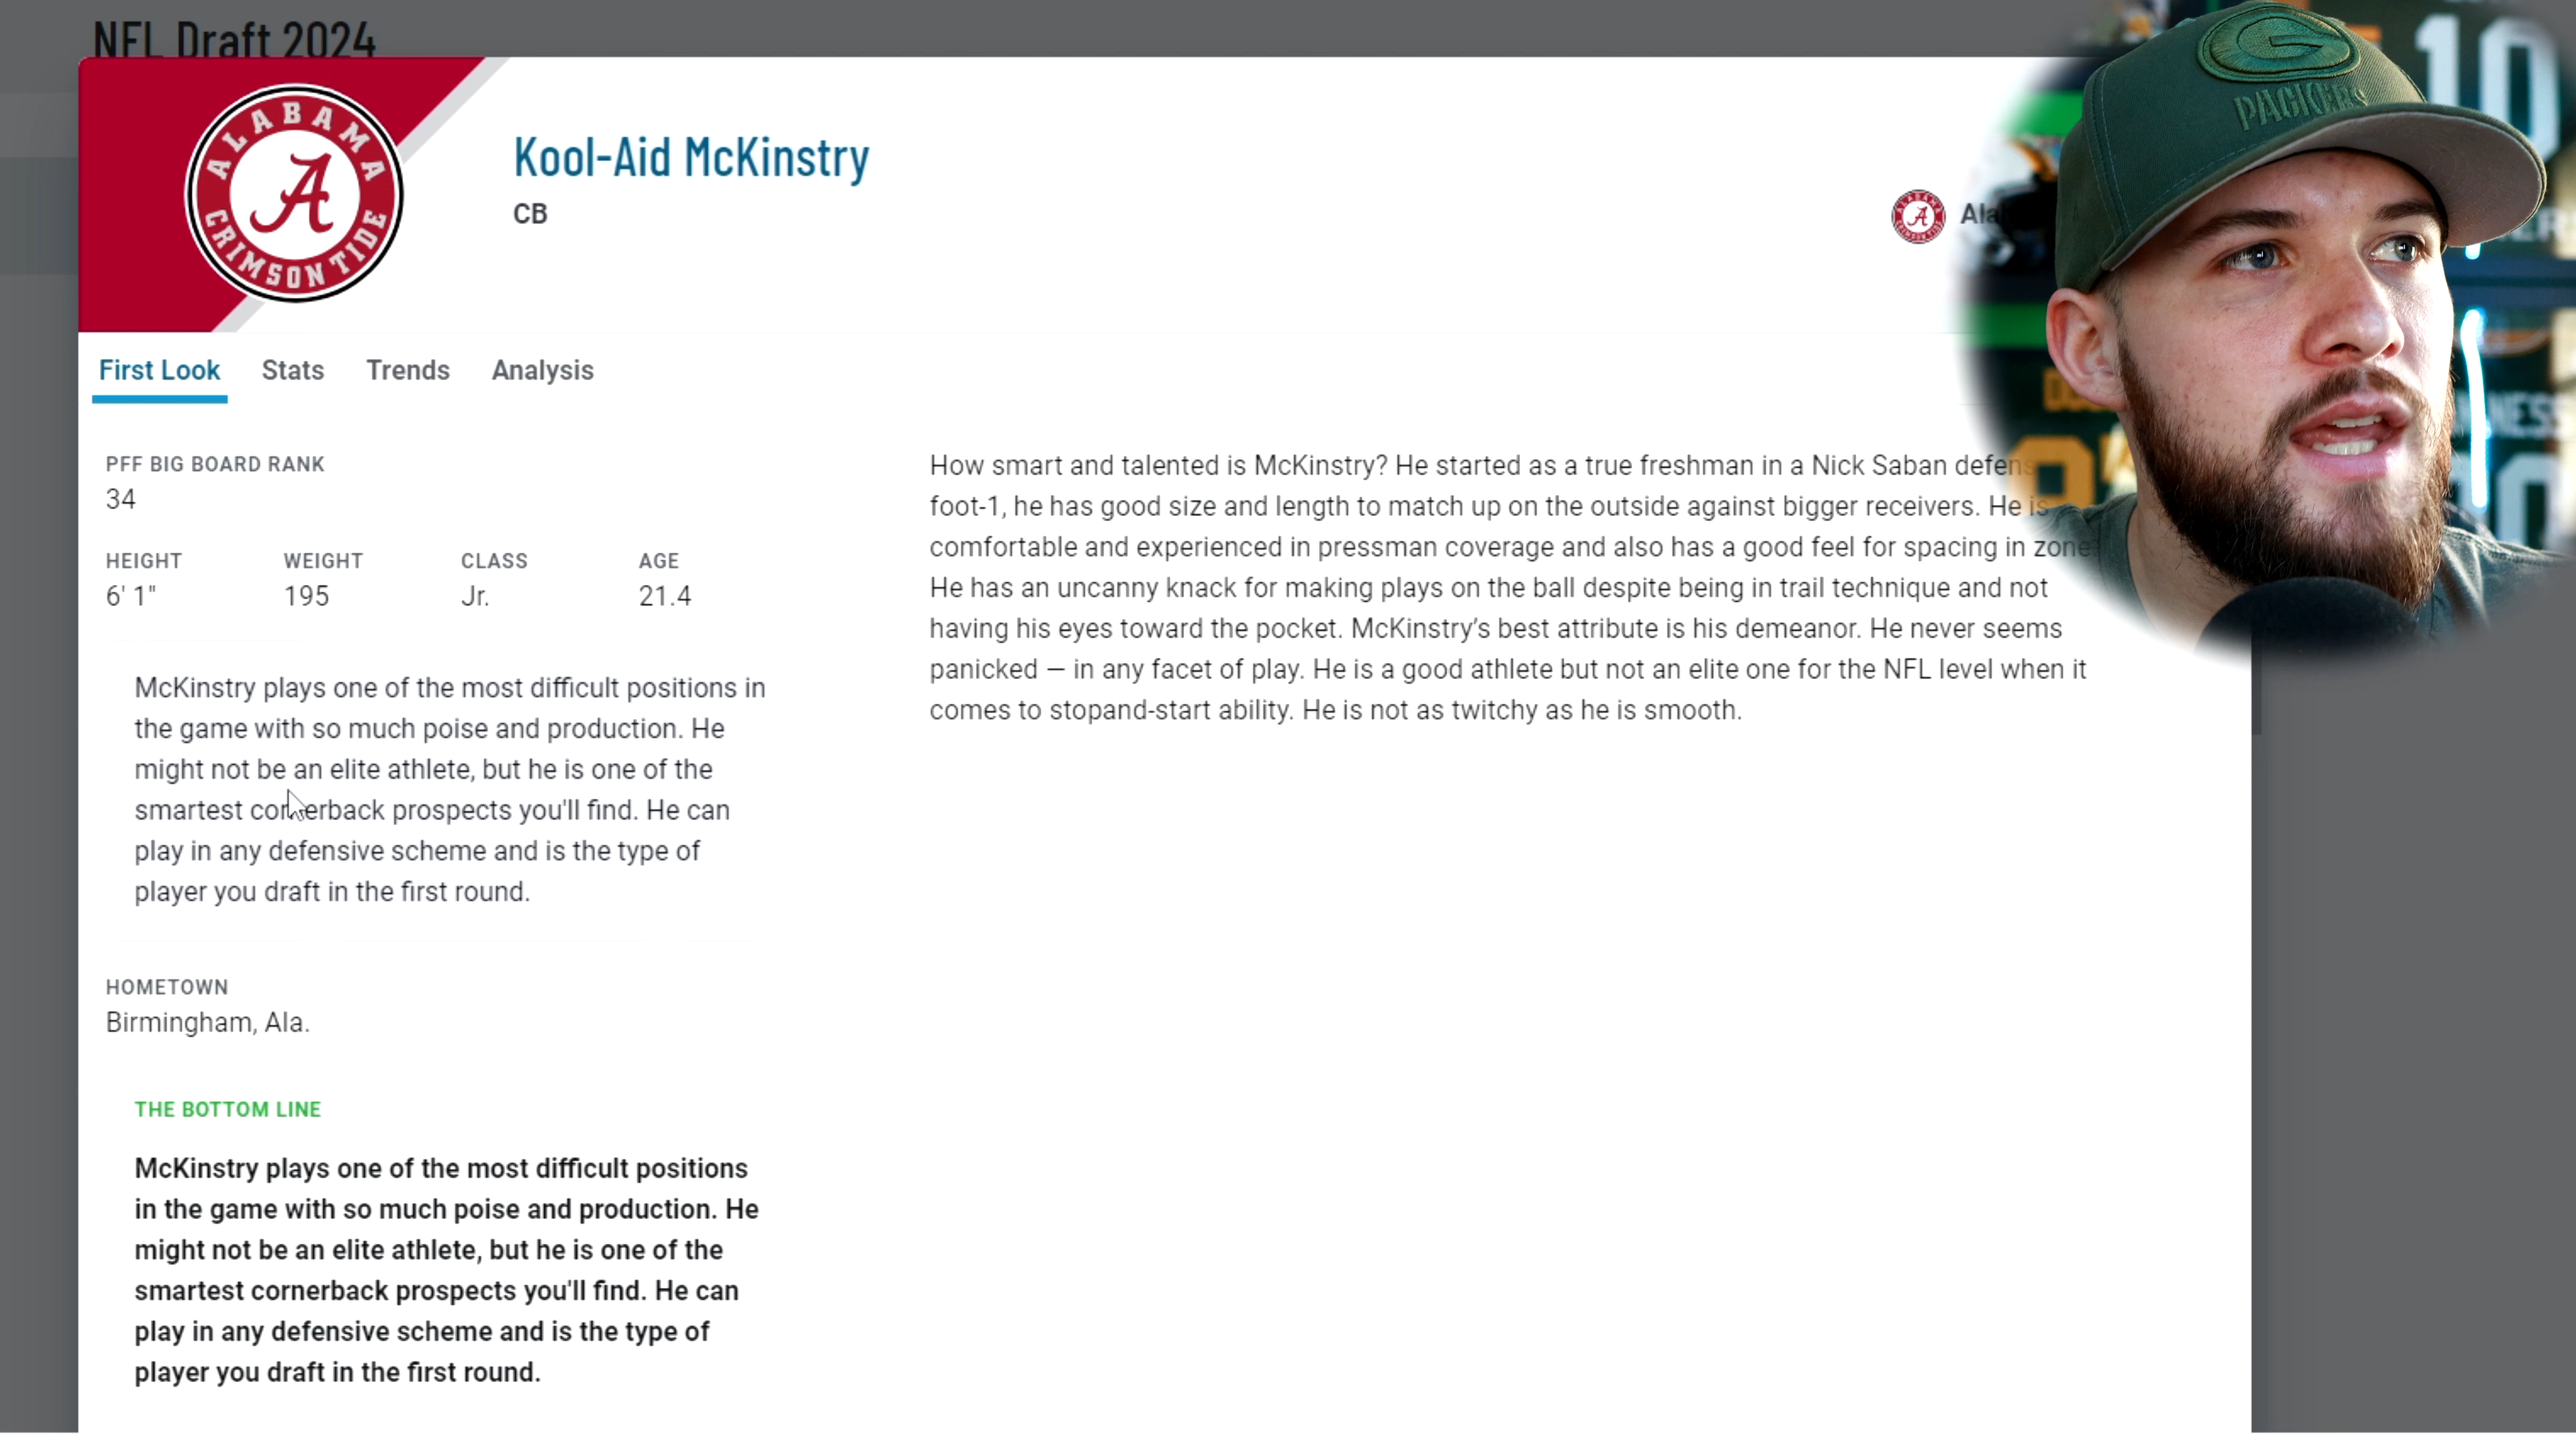 NFL Draft 2024
ALABAMA
A
CRIMSON TIDE
Kool-Aid McKinstry
CB
PACKERS
10
First Look
Stats
Trends
Analysis
PFF BIG BOARD RANK
34
HEIGHT
WEIGHT
CLASS
AGE
6' 1"
195
Jr.
21.4
McKinstry plays one of the most difficult positions in
the game with so much poise and production. He
might not be an elite athlete, but he is one of the
smartest cornerback prospects you'll find. He can
play in any defensive scheme and is the type of
player you draft in the first round.
HOMETOWN
Birmingham, Ala.
THE BOTTOM LINE
McKinstry plays one of the most difficult positions
in the game with so much poise and production. He
might not be an elite athlete, but he is one of the
smartest cornerback prospects you'll find. He can
play in any defensive scheme and is the type of
player you draft in the first round.
How smart and talented is McKinstry? He started as a true freshman in a Nick Saban defens
foot-1, he has good size and length to match up on the outside against bigger receivers. He is
comfortable and experienced in pressman coverage and also has a good feel for spacing in zone
He has an uncanny knack for making plays on the ball despite being in trail technique and not
having his eyes toward the pocket. McKinstry's best attribute is his demeanor. He never seems
panicked — in any facet of play. He is a good athlete but not an elite one for the NFL level when it
comes to stopand-start ability. He is not as twitchy as he is smooth.